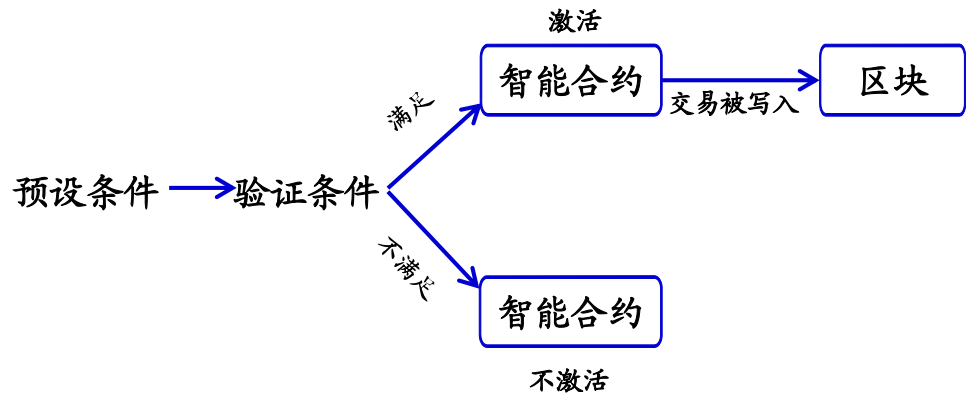 激活
智能合约
区块
满足
交易被写入
预设条件
验证条件
不满足
智能合约
不激活